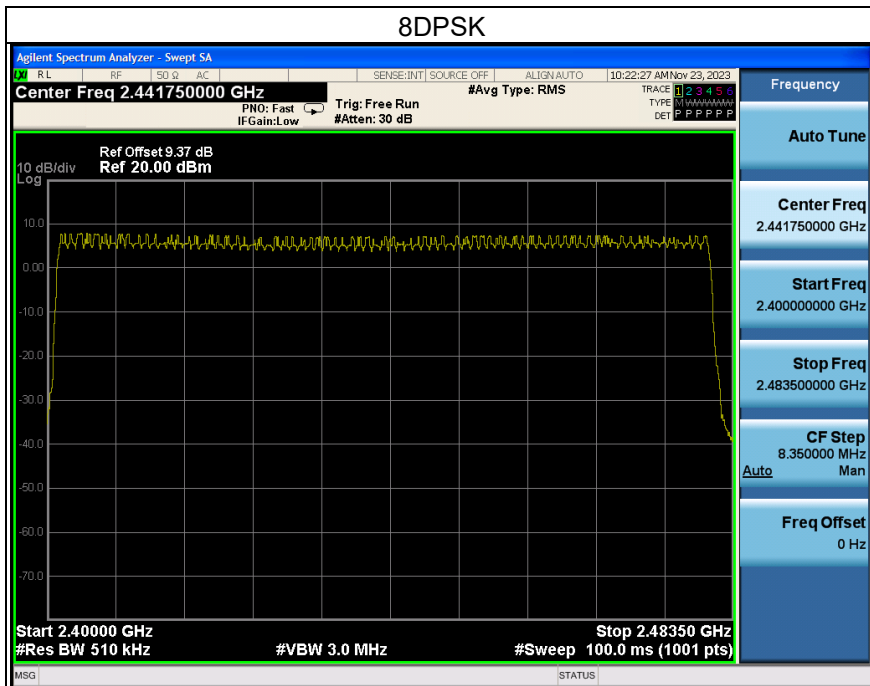 8DPSK
Agilent Spectrum Analyzer - Swept SA
LXI RL RF 50 Ω AC SENSE:INT SOURCE OFF ALIGN AUTO 10:22:27 AM Nov 23, 2023
Center Freq 2.441750000 GHz #Avg Type: RMS TRACE 1 2 3 4 5 6
PNO: Fast Trig: Free Run TYPE M WWWWW
IFGain:Low #Atten: 30 dB DET P P P P P P
Frequency
Auto Tune
Center Freq
2.441750000 GHz
Start Freq
2.400000000 GHz
Stop Freq
2.483500000 GHz
CF Step
8.350000 MHz
Auto Man
Freq Offset
0 Hz
Ref Offset 9.37 dB
10 dB/div Ref 20.00 dBm
Log
10.0
0.00
-10.0
-20.0
-30.0
-40.0
-50.0
-60.0
-70.0
Start 2.40000 GHz Stop 2.48350 GHz
#Res BW 510 kHz #VBW 3.0 MHz #Sweep 100.0 ms (1001 pts)
MSG STATUS